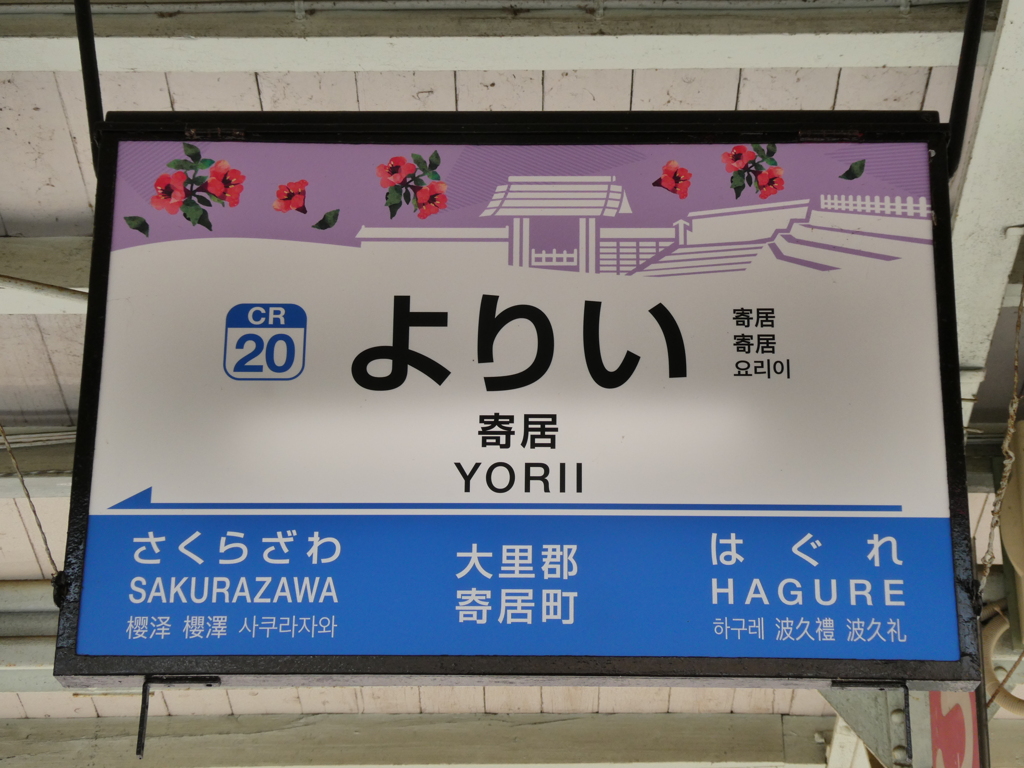 CR
20
よりい
寄居
寄居
요리이
寄居
YORII
さくらざわ
SAKURAZAWA
樱泽 櫻澤 사쿠라자와
大里郡
寄居町
はぐれ
HAGURE
하구레 波久禮 波久礼